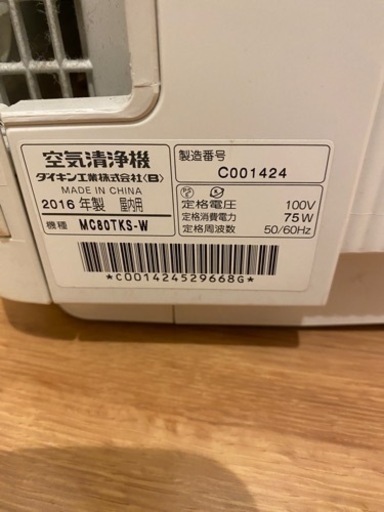 空気清浄機
ダイキン工業株式会社〈B〉
MADE IN CHINA
2016 年製 屋内用
機種 MC80TKS-W
製造番号
C001424
定格電圧 100V
定格消費電力 75W
定格周波数 50/60Hz
*C001424529668G*